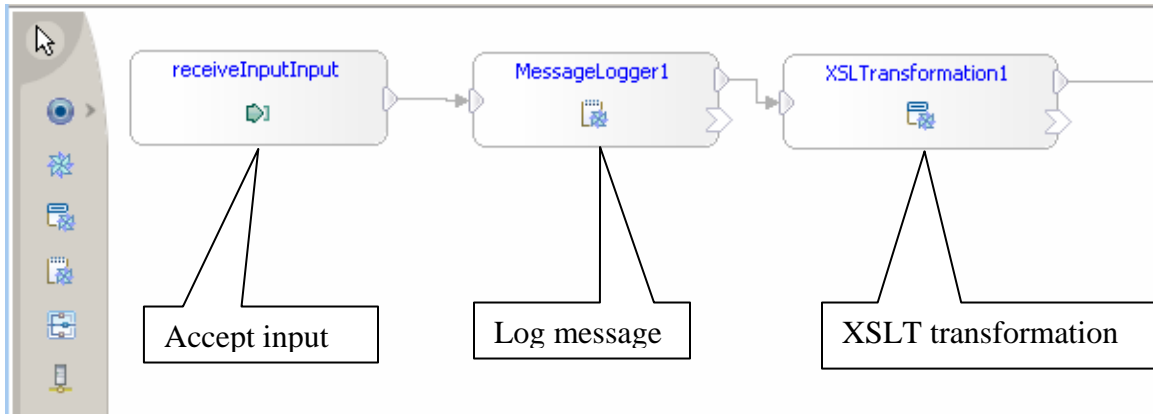 receiveInputInput
MessageLogger1
XSLTransformation1
Accept input
Log message
XSLT transformation